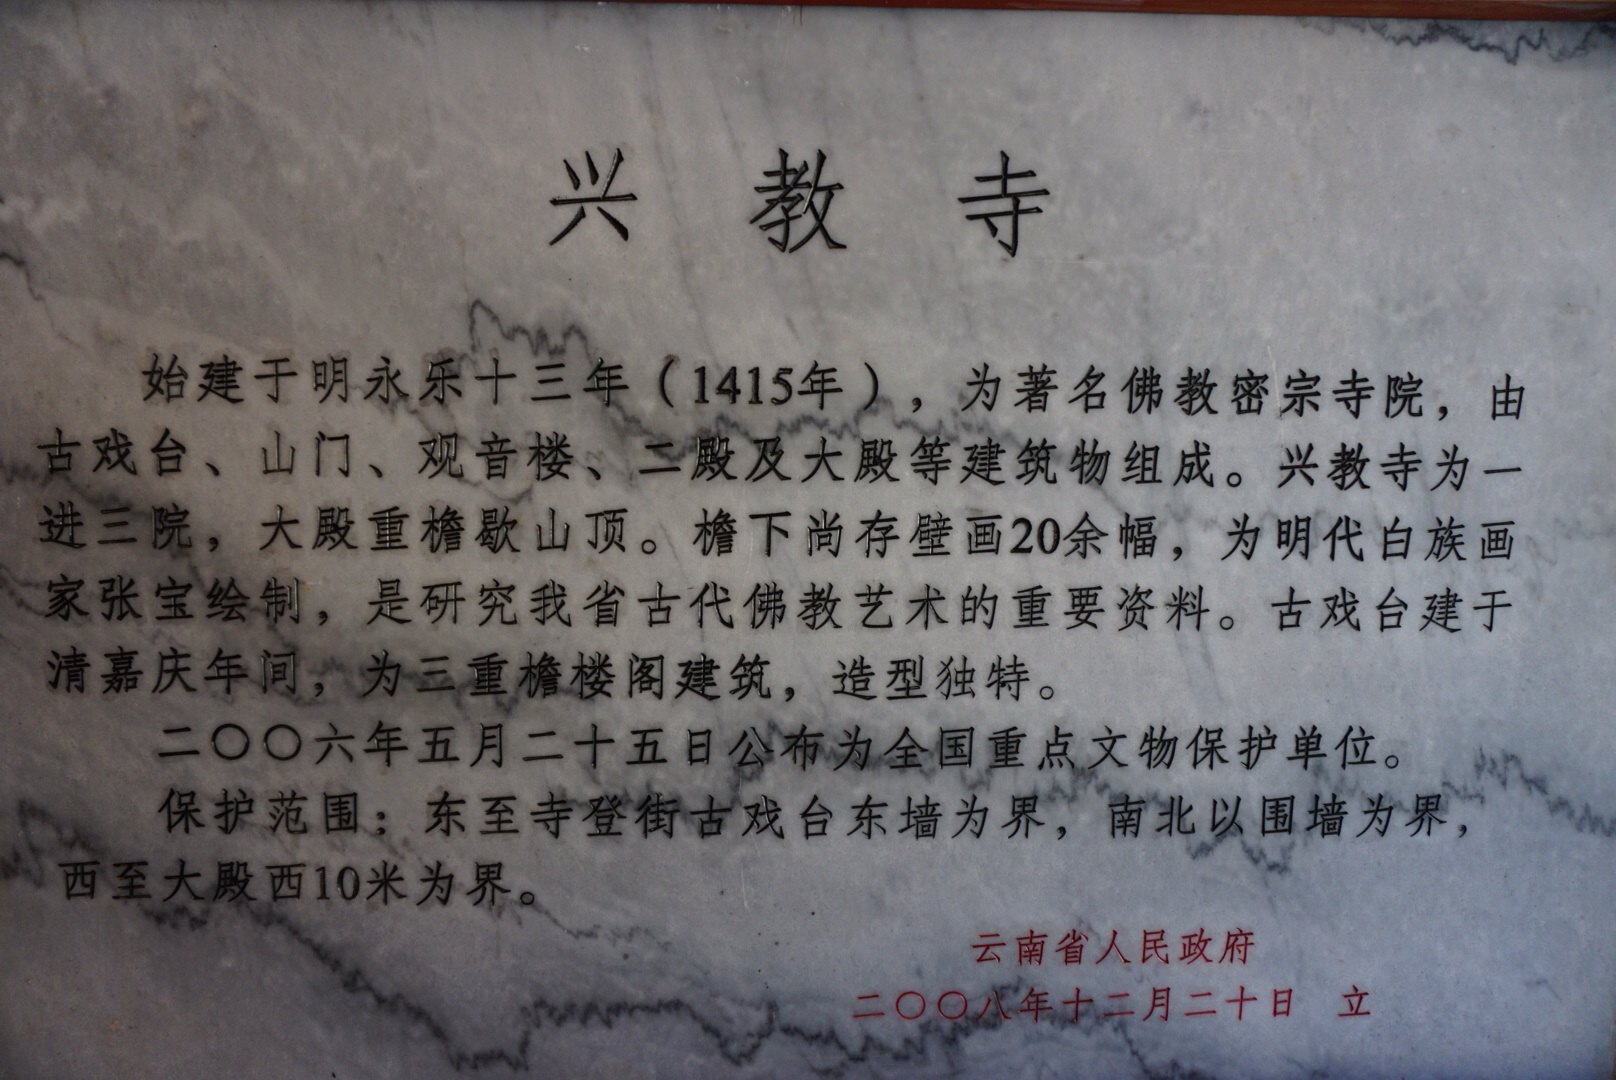 兴教寺
始建于明永乐十三年（1415年），为著名佛教密宗寺院，由
古戏台、山门、观音楼、二殿及大殿等建筑物组成。兴教寺为一
进三院，大殿重檐歇山顶。檐下尚存壁画20余幅，为明代白族画
家张宝绘制，是研究我省古代佛教艺术的重要资料。古戏台建于
清嘉庆年间，为三重檐楼阁建筑，造型独特。
二〇〇六年五月二十五日公布为全国重点文物保护单位。
保护范围：东至寺登街古戏台东墙为界，南北以围墙为界，
西至大殿西10米为界。
云南省人民政府
二〇〇八年十二月二十日 立